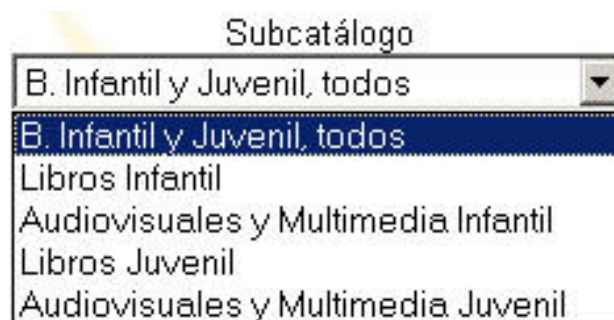 Subcatálogo
B. Infantil y Juvenil, todos
B. Infantil y Juvenil, todos
Libros Infantil
Audiovisuales y Multimedia Infantil
Libros Juvenil
Audiovisuales y Multimedia Juvenil